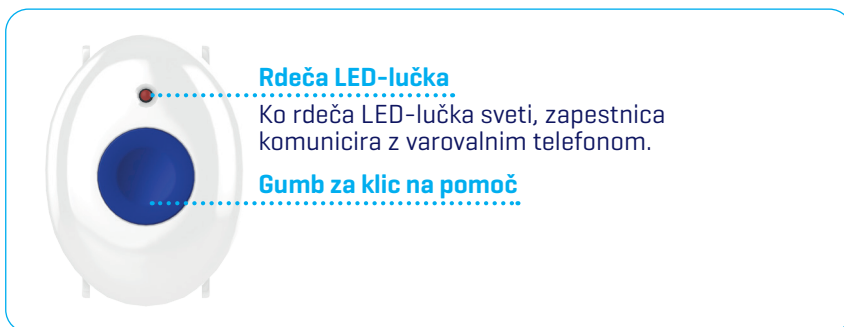 Rdeča LED-lučka
Ko rdeča LED-lučka sveti, zapestnica
komunicira z varovalnim telefonom.
Gumb za klic na pomoč